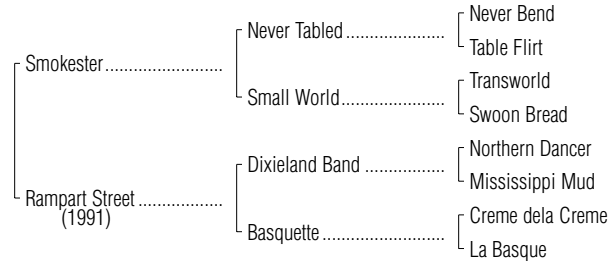 Never Bend
Never Tabled
Table Flirt
Smokester
Transworld
Small World
Swoon Bread
Northern Dancer
Dixieland Band
Mississippi Mud
Rampart Street
(1991)
Creme dela Creme
Basquette
La Basque